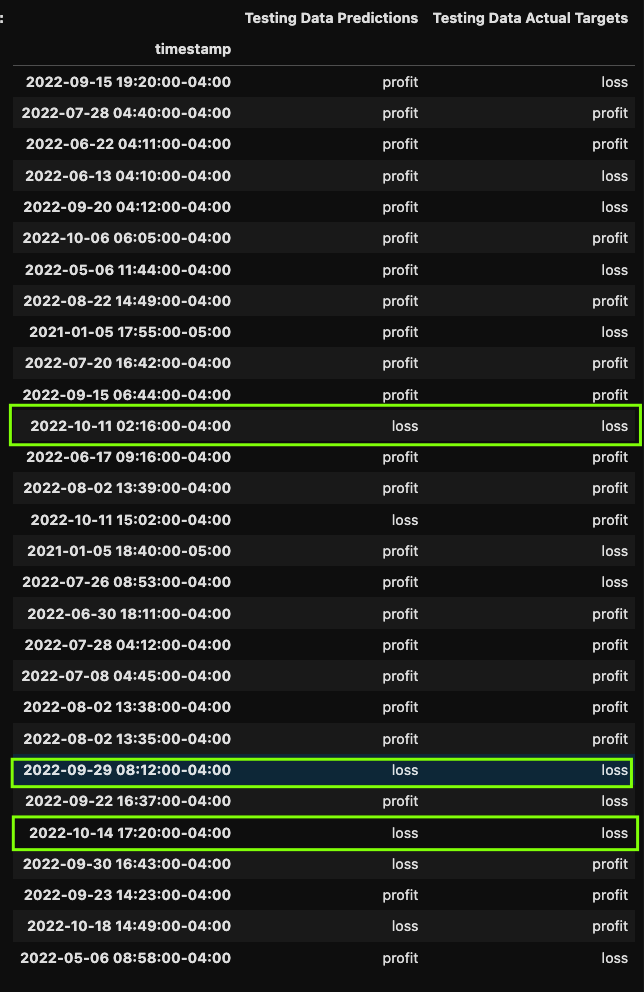 : Testing Data Predictions Testing Data Actual Targets
timestamp
2022-09-15 19:20:00-04:00 profit loss
2022-07-28 04:40:00-04:00 profit profit
2022-06-22 04:11:00-04:00 profit profit
2022-06-13 04:10:00-04:00 profit loss
2022-09-20 04:12:00-04:00 profit loss
2022-10-06 06:05:00-04:00 profit profit
2022-05-06 11:44:00-04:00 profit loss
2022-08-22 14:49:00-04:00 profit profit
2021-01-05 17:55:00-05:00 profit loss
2022-07-20 16:42:00-04:00 profit profit
2022-09-15 06:44:00-04:00 profit profit
2022-10-11 02:16:00-04:00 loss loss
2022-06-17 09:16:00-04:00 profit profit
2022-08-02 13:39:00-04:00 profit profit
2022-10-11 15:02:00-04:00 loss profit
2021-01-05 18:40:00-05:00 profit loss
2022-07-26 08:53:00-04:00 profit loss
2022-06-30 18:11:00-04:00 profit profit
2022-07-28 04:12:00-04:00 profit profit
2022-07-08 04:45:00-04:00 profit profit
2022-08-02 13:38:00-04:00 profit profit
2022-08-02 13:35:00-04:00 profit profit
2022-09-29 08:12:00-04:00 loss loss
2022-09-22 16:37:00-04:00 profit loss
2022-10-14 17:20:00-04:00 loss loss
2022-09-30 16:43:00-04:00 loss profit
2022-09-23 14:23:00-04:00 profit profit
2022-10-18 14:49:00-04:00 loss profit
2022-05-06 08:58:00-04:00 profit loss